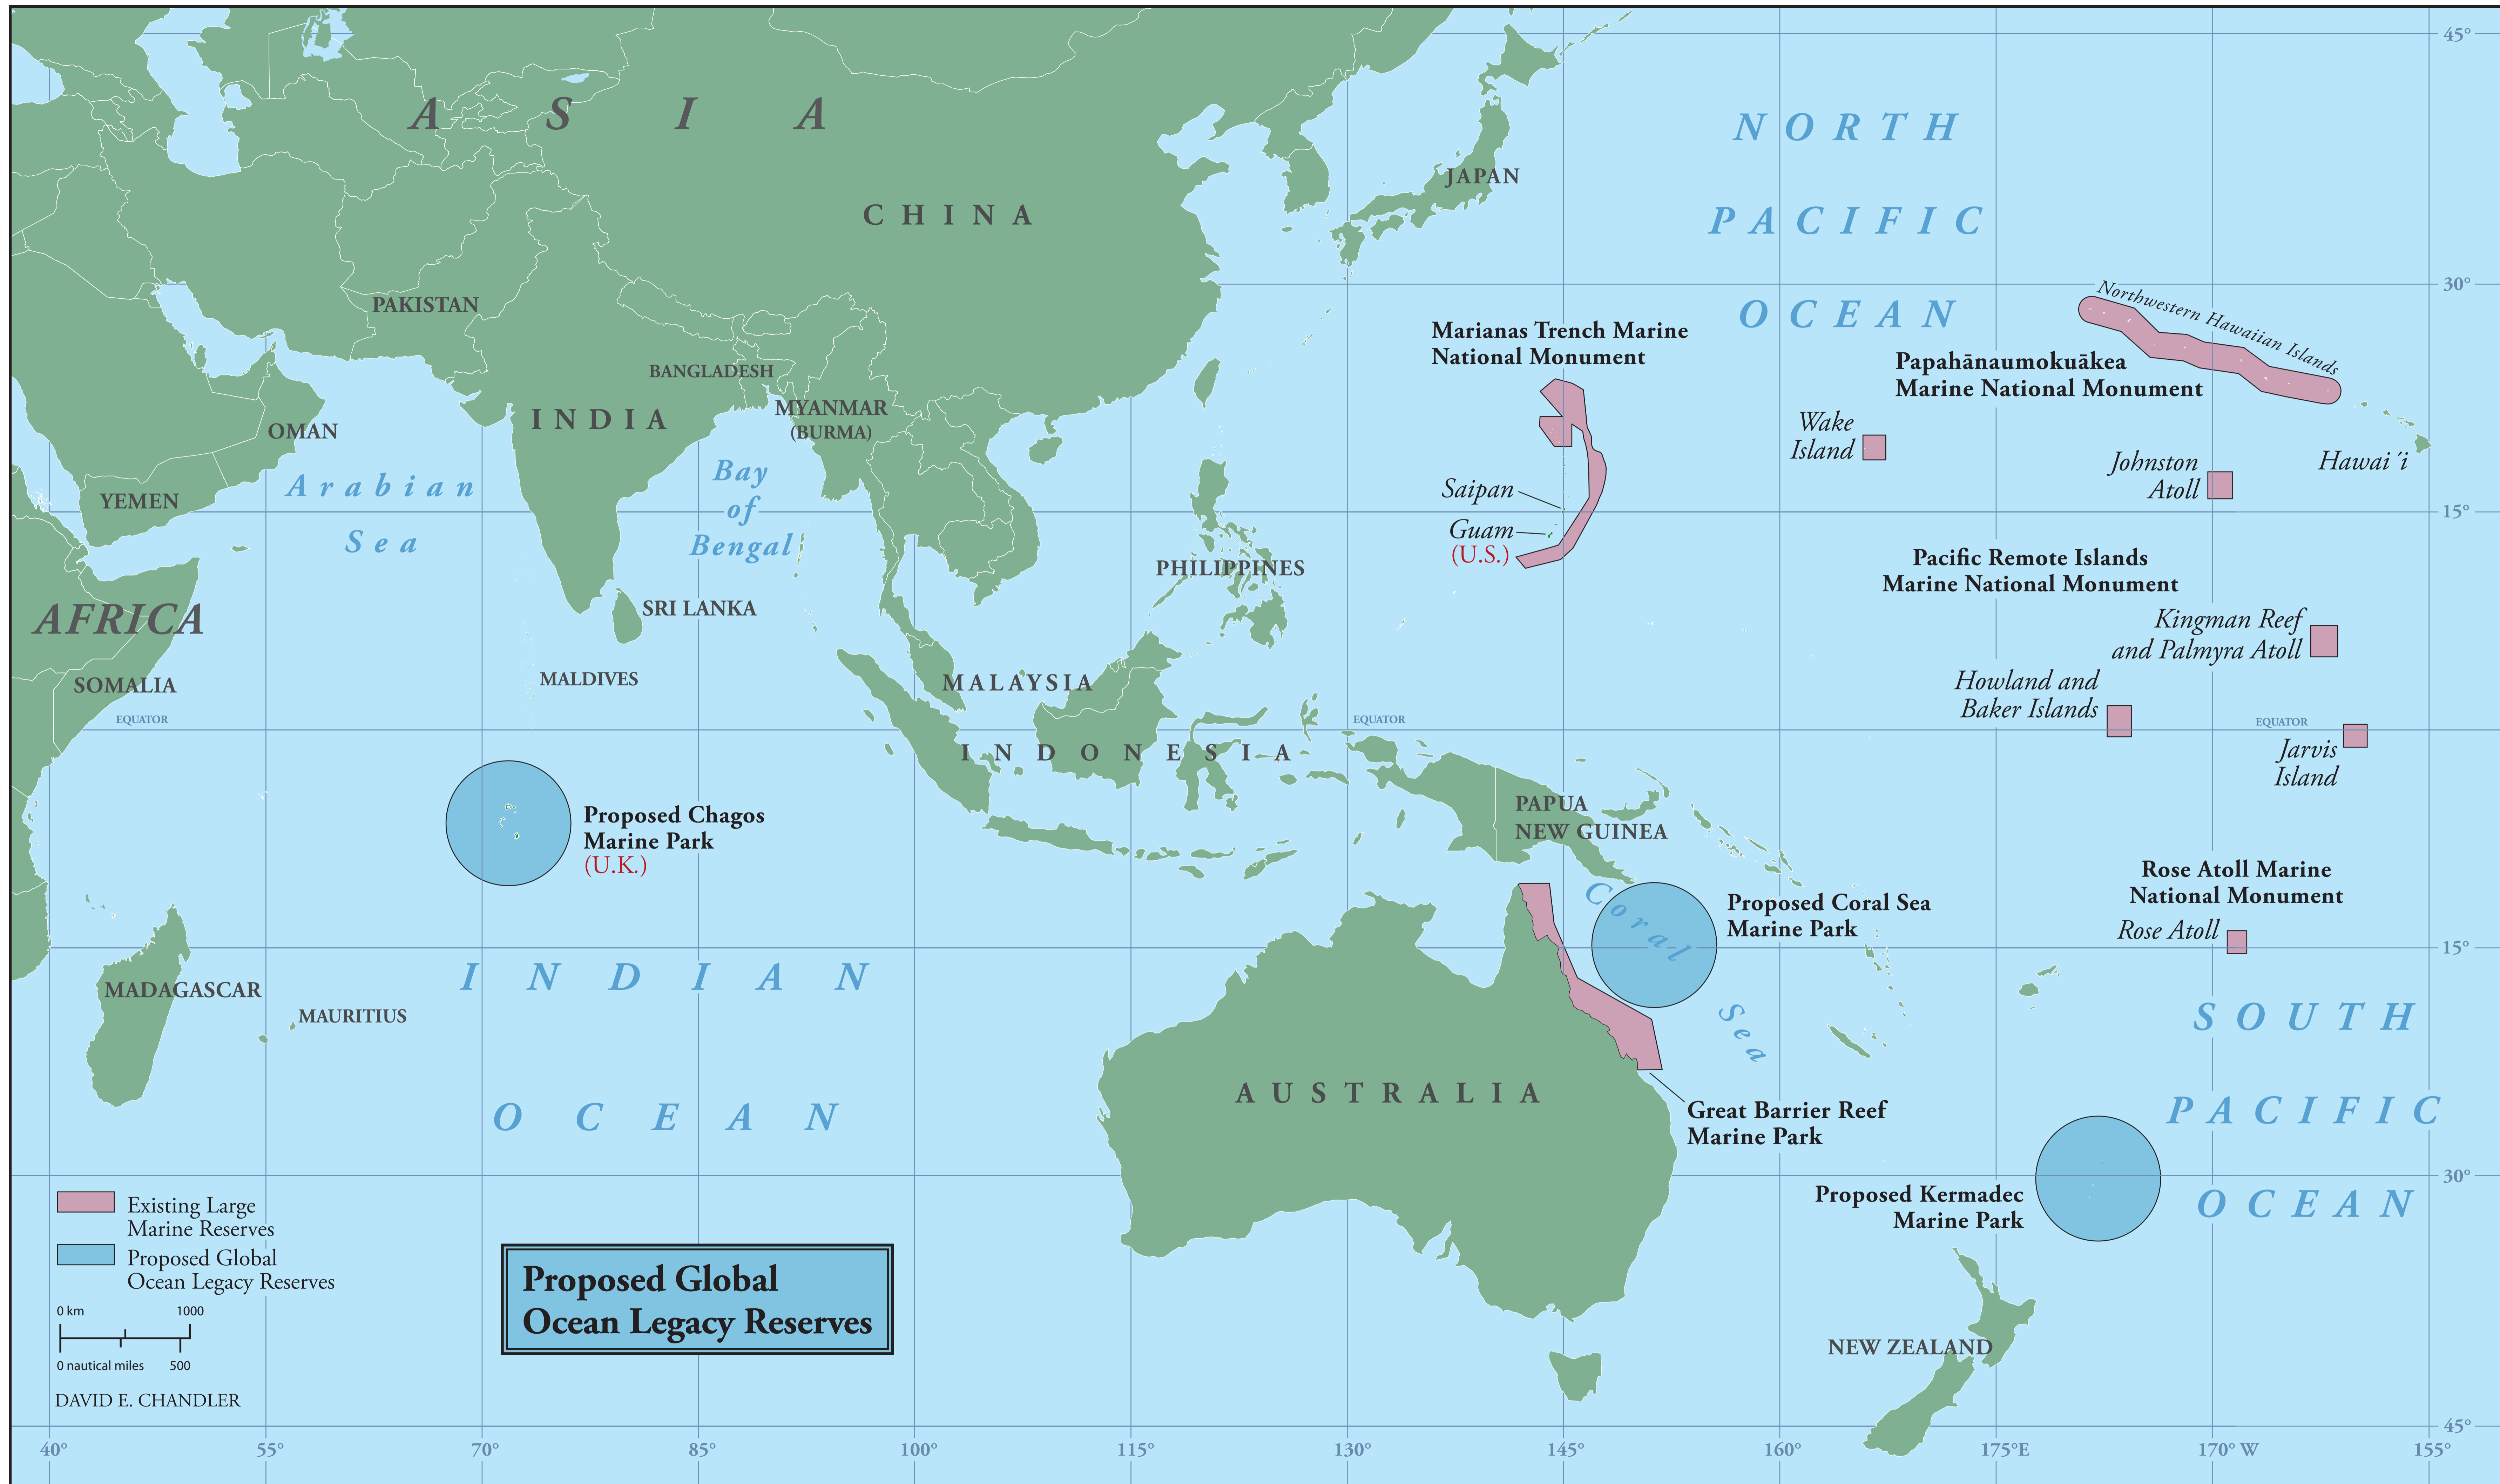 45°
A S I A
NORTH
JAPAN
CHINA
PACIFIC
30°
Northwestern Hawaiian Islands
PAKISTAN
OCEAN
Marianas Trench Marine
National Monument
Papahānaumokuākea
Marine National Monument
BANGLADESH
INDIA
MYANMAR
(BURMA)
OMAN
Wake
Island
Hawai´i
Johnston
Atoll
Arabian
Sea
Bay
of
Bengal
YEMEN
Saipan
Guam
(U.S.)
15°
PHILIPPINES
Pacific Remote Islands
Marine National Monument
AFRICA
SRI LANKA
Kingman Reef
and Palmyra Atoll
SOMALIA
MALDIVES
MALAYSIA
Howland and
Baker Islands
EQUATOR
EQUATOR
EQUATOR
INDONESIA
Jarvis
Island
Proposed Chagos
Marine Park
(U.K.)
PAPUA
NEW GUINEA
Coral
Sea
Proposed Coral Sea
Marine Park
Rose Atoll Marine
National Monument
Rose Atoll
15°
MADAGASCAR
MAURITIUS
INDIAN
OCEAN
AUSTRALIA
Great Barrier Reef
Marine Park
SOUTH
PACIFIC
OCEAN
30°
Proposed Kermadec
Marine Park
NEW ZEALAND
Existing Large
Marine Reserves
Proposed Global
Ocean Legacy Reserves
0 km 1000
0 nautical miles 500
DAVID E. CHANDLER
Proposed Global
Ocean Legacy Reserves
45°
40° 55° 70° 85° 100° 115° 130° 145° 160° 175°E 170° W 155°